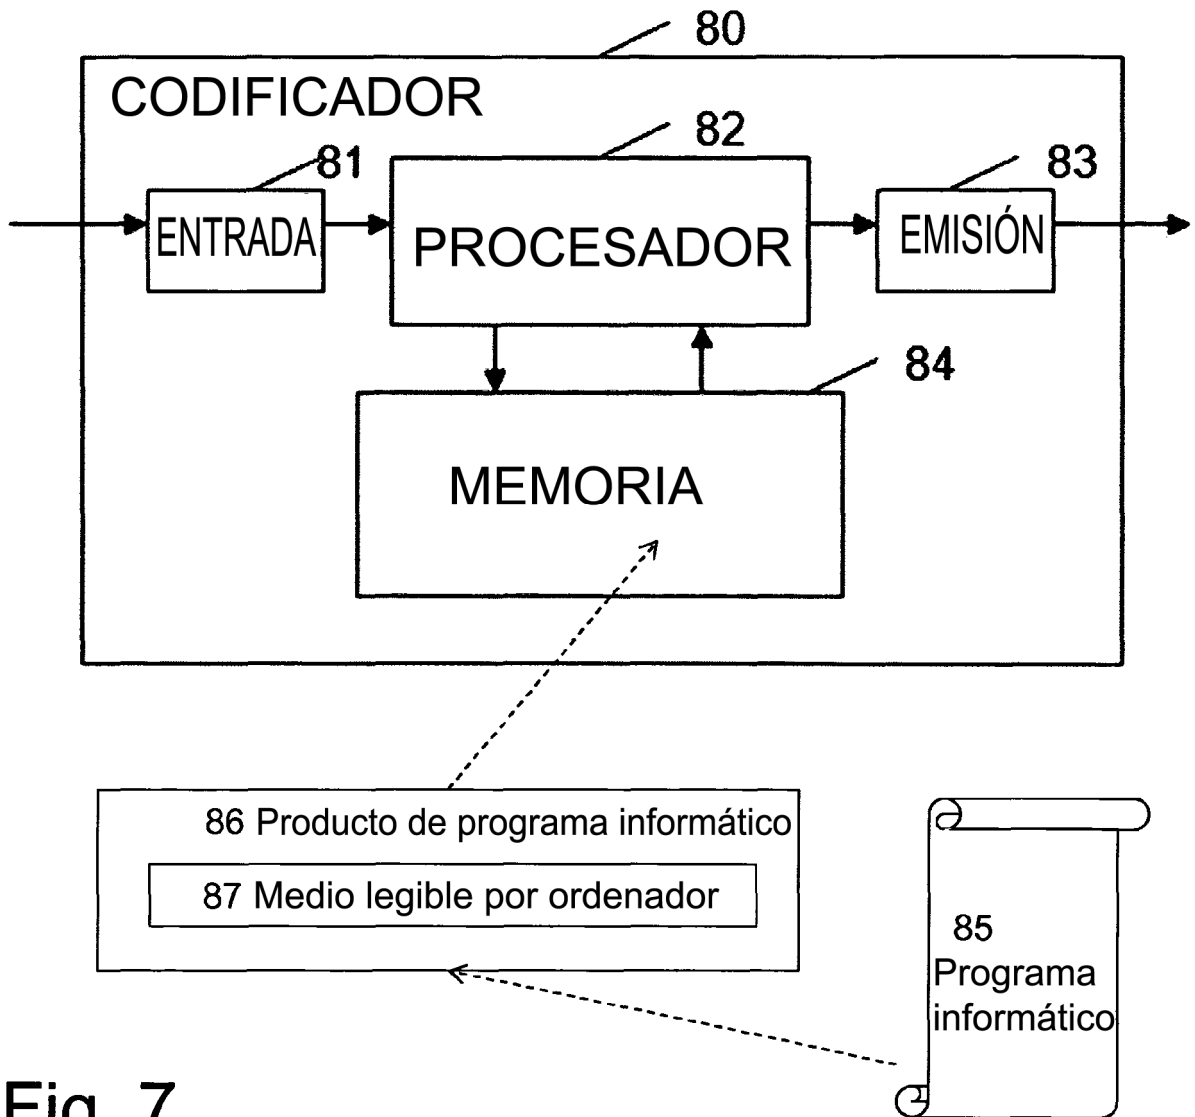 80
CODIFICADOR
82
81
83
ENTRADA
PROCESADOR
EMISIÓN
84
MEMORIA
86 Producto de programa informático
87 Medio legible por ordenador
85
Programa
informático
Fig. 7